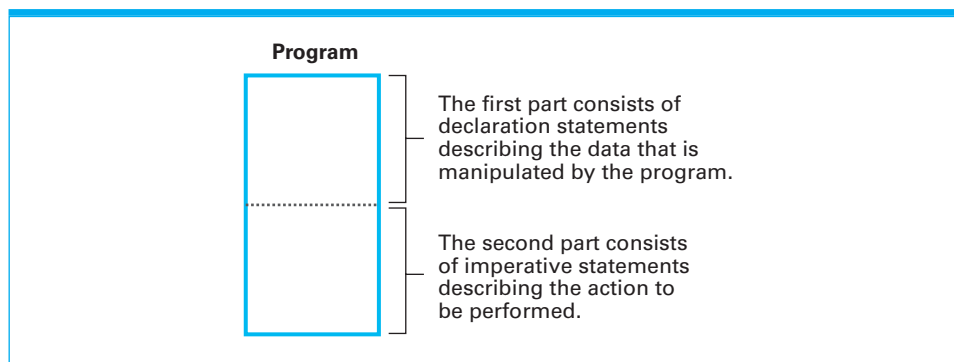 Program
The first part consists of
declaration statements
describing the data that is
manipulated by the program.
The second part consists
of imperative statements
describing the action to
be performed.